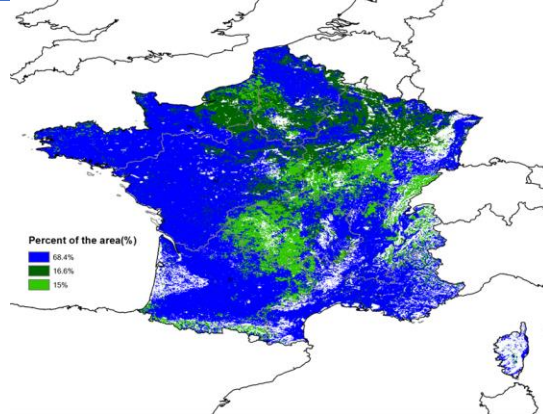 Percent of the area(%)
68.4%
16.6%
15%